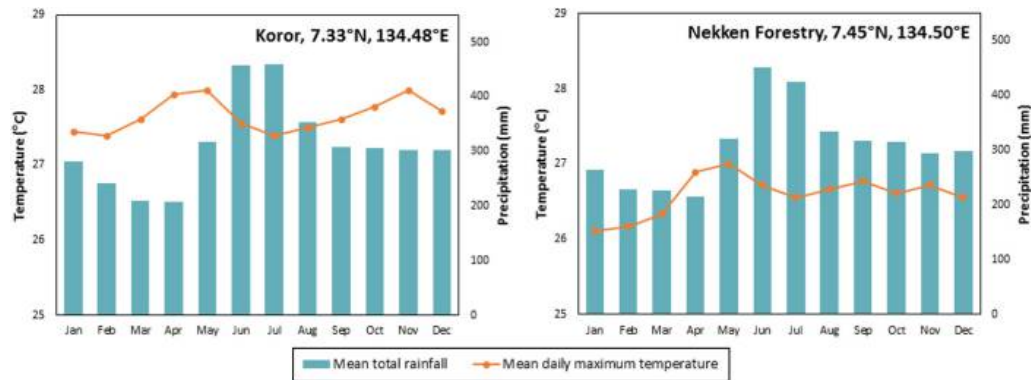 Koror, 7.33°N, 134.48°E
Temperature (°C)
29
28
27
26
25
Precipitation (mm)
500
400
300
200
100
0
Jan Feb Mar Apr May Jun Jul Aug Sep Oct Nov Dec
Nekken Forestry, 7.45°N, 134.50°E
Temperature (°C)
29
28
27
26
25
Precipitation (mm)
500
400
300
200
100
0
Jan Feb Mar Apr May Jun Jul Aug Sep Oct Nov Dec
Mean total rainfall Mean daily maximum temperature